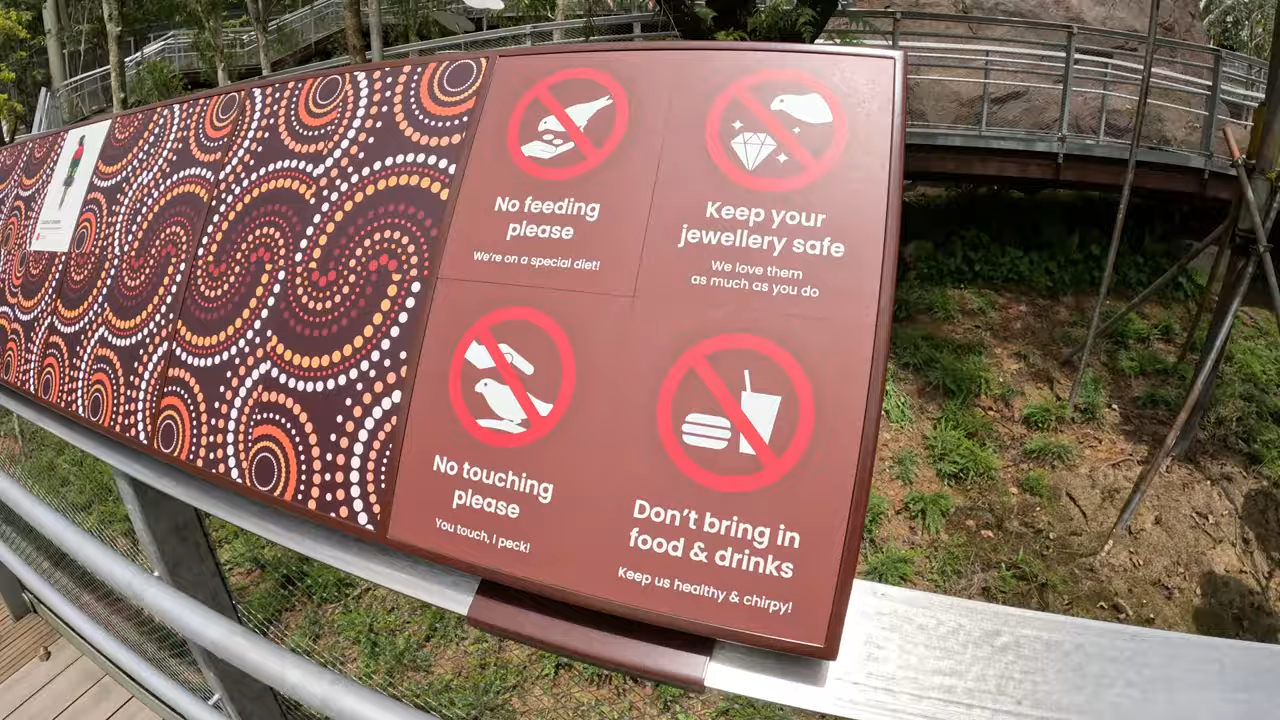 No feeding
please
We're on a special diet!
Keep your
jewellery safe
We love them
as much as you do
No touching
please
You touch, I peck!
Don't bring in
food & drinks
Keep us healthy & chirpy!